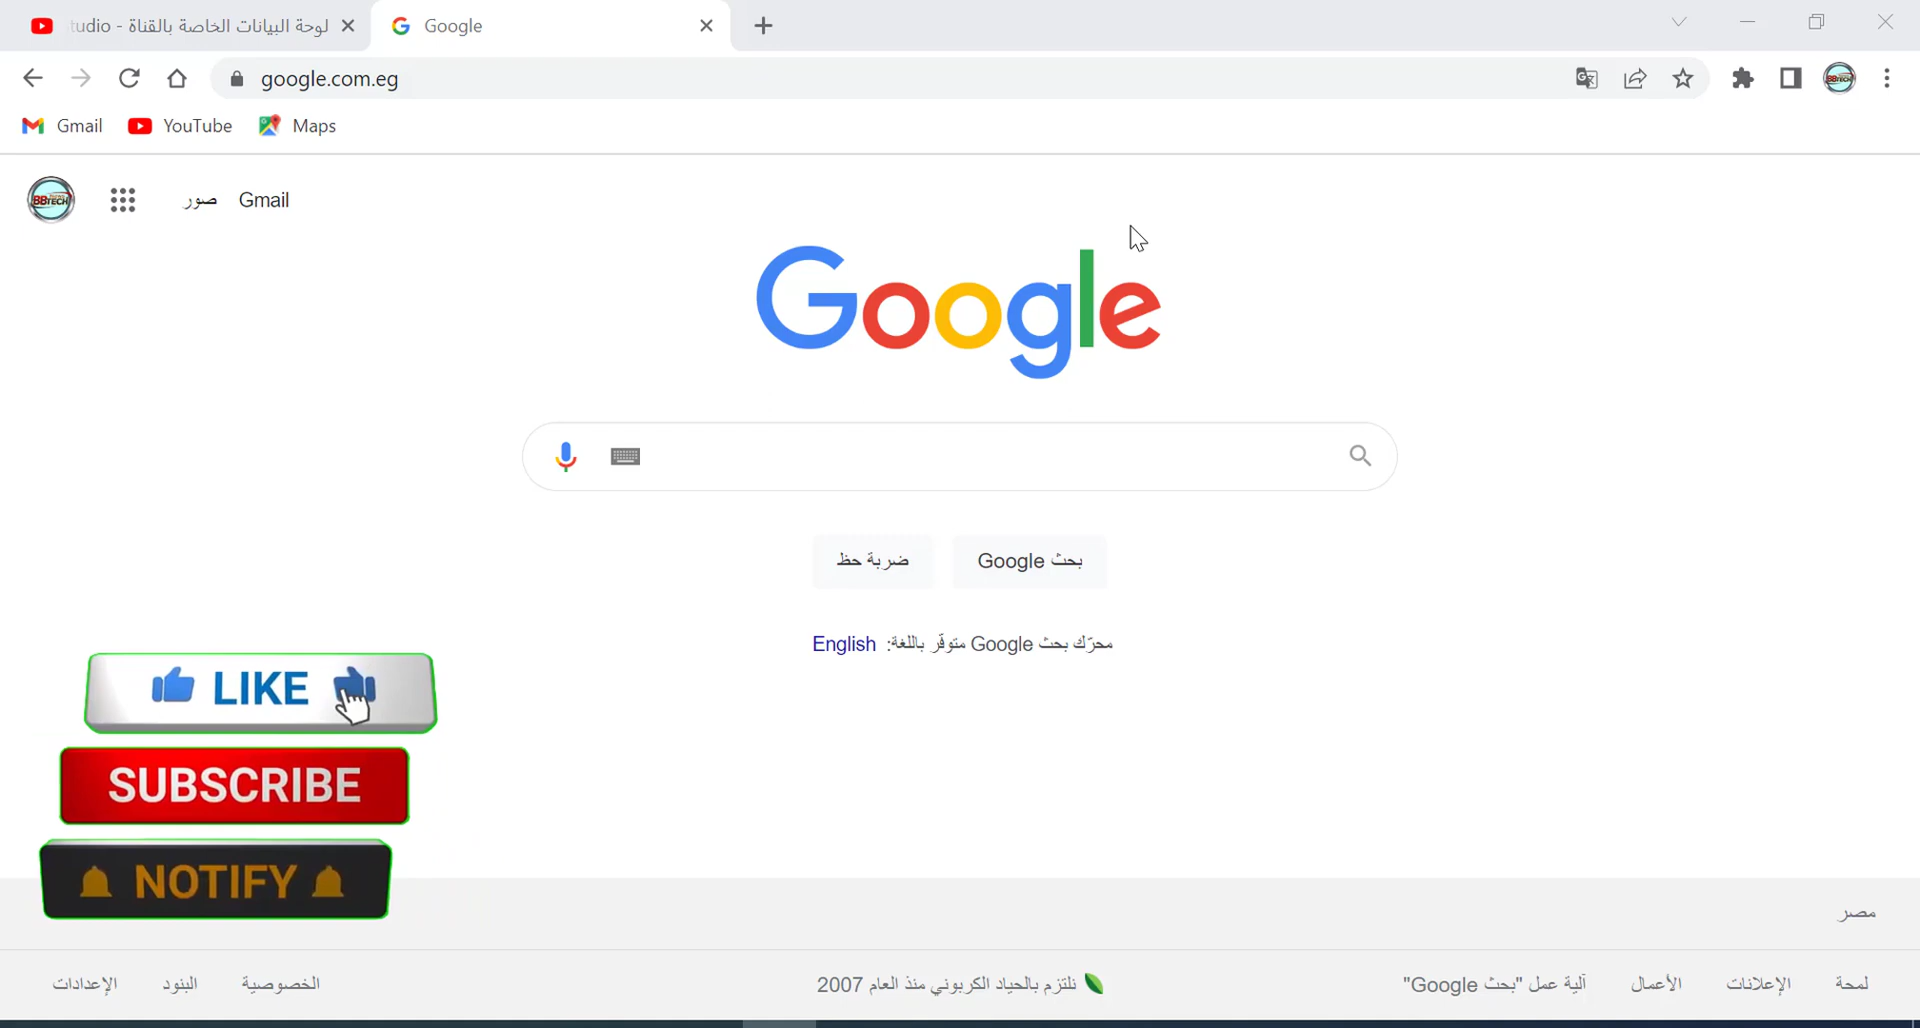 tudio - لوحة البيانات الخاصة بالقناة
Google
google.com.eg
Gmail
YouTube
Maps
BBTECH
صور
Gmail
Google
بحث Google
ضربة حظ
محرّك بحث Google متوفّر باللغة: English
LIKE
SUBSCRIBE
NOTIFY
مصر
لمحة
الإعلانات
الأعمال
آلية عمل "بحث Google"
نلتزم بالحياد الكربوني منذ العام 2007
الخصوصية
البنود
الإعدادات